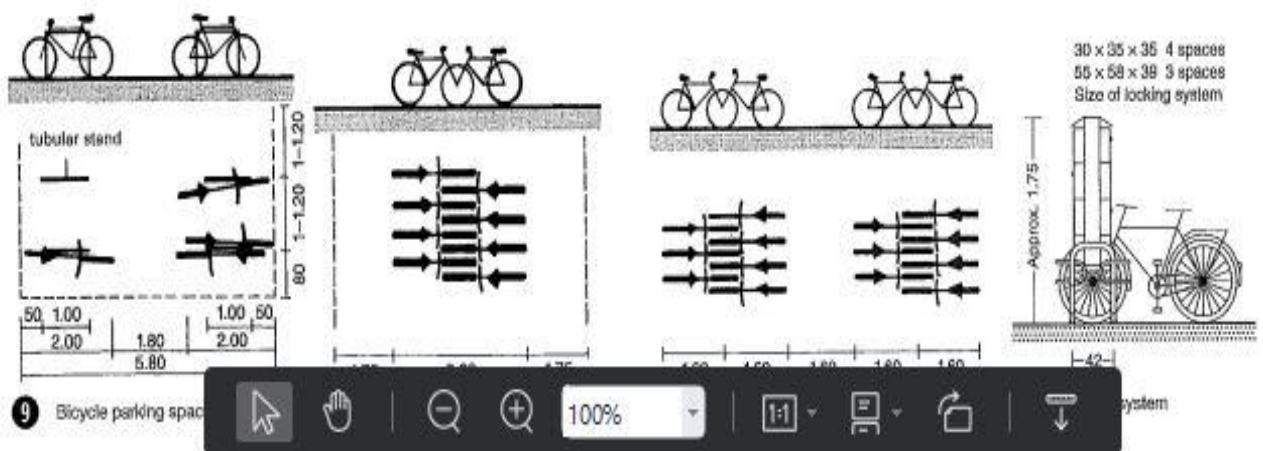 30 x 35 x 35 4 spaces
55 x 58 x 39 3 spaces
Size of locking system
tubular stand
1–1.20
1–1.20
80
Approx. 1.75
50 1.00
1.00 50
2.00 1.80 2.00
5.80
42
9 Bicycle parking spac
100%
1:1
ystem